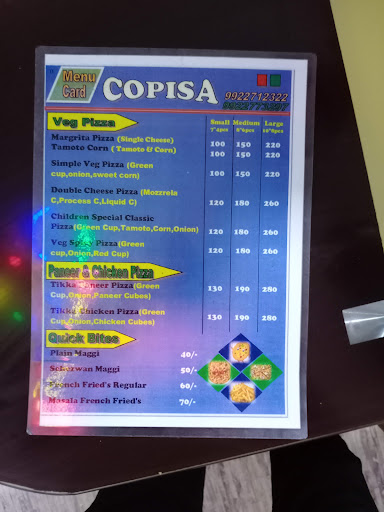 Menu Card COPISA
9922712322
Veg Pizza Small Medium Large
Margrita Pizza (Single Cheese) 100 150 220
Tamoto Corn ( Tamoto & Corn) 100 150 220
Simple Veg Pizza (Green 100 150 220
cup,onion,sweet corn)
Double Cheese Pizza (Mozzrela
C,Process C,Liquid C) 120 180 260
Children Special Classic
Pizza(Green Cup,Tamoto,Corn,Onion) 120 180 260
Veg Spicy Pizza(Green 120 180 260
cup,Onion,Red Cup)
Paneer & Chicken Pizza
Tikka Paneer Pizza(Green 130 190 280
Cup,Onion,Paneer Cubes)
Tikka Chicken Pizza(Green
Cup,Onion,Chicken Cubes) 130 190 280
Quick Bites
Plain Maggi 40/-
Schezwan Maggi 50/-
French Fried's Regular 60/-
Masala French Fried's 70/-